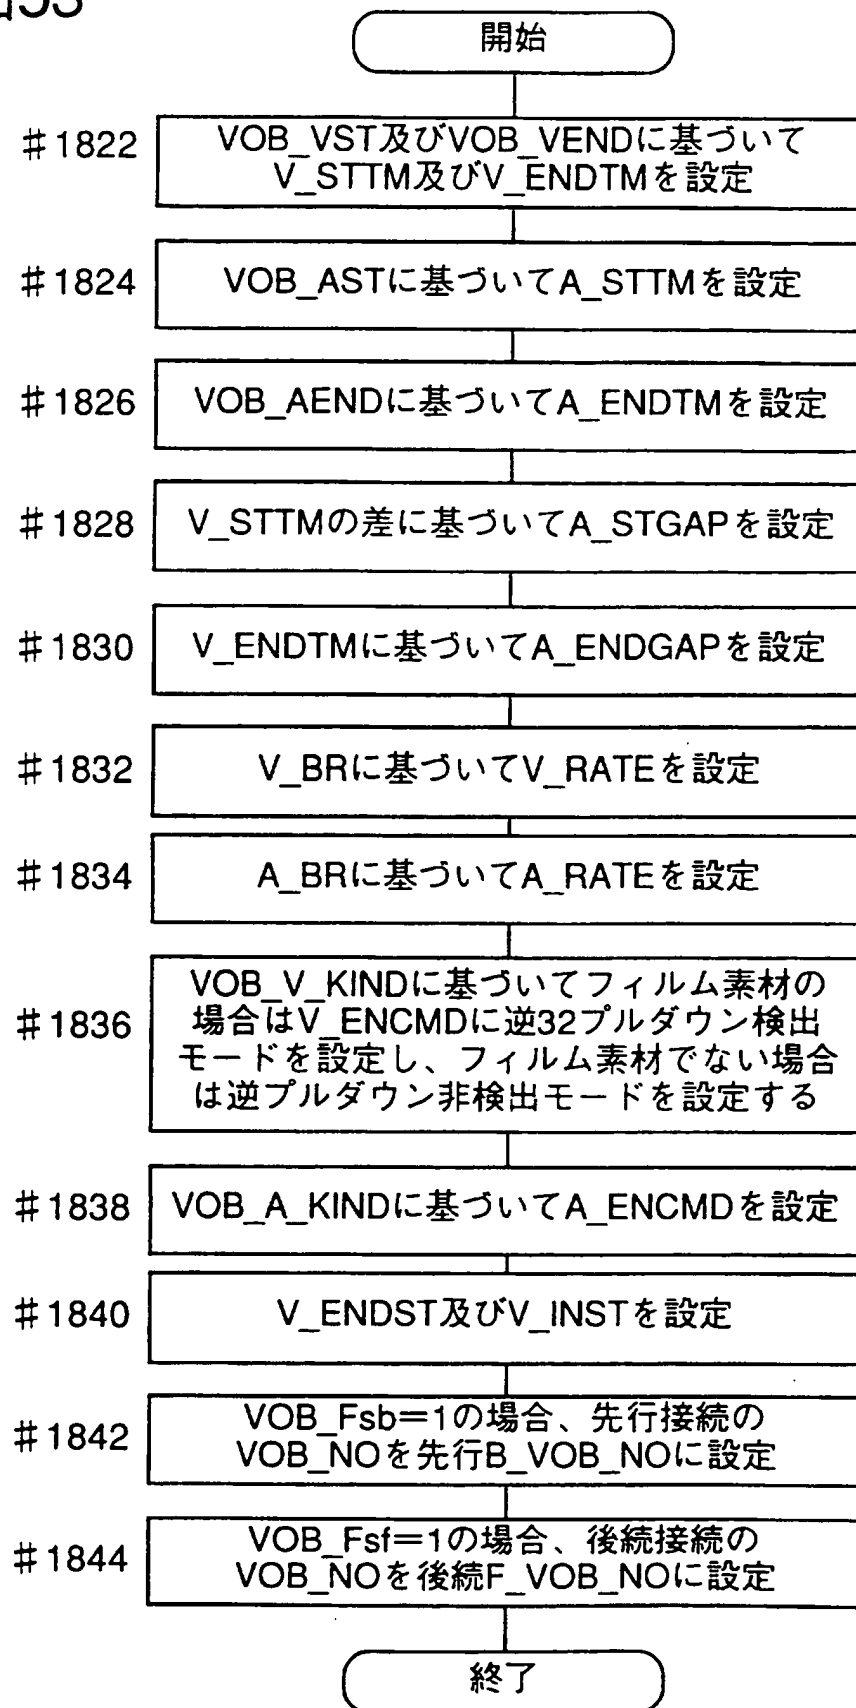 53
開始
#1822
VOB_VST及びVOB_VENDに基づいて
V_STTM及びV_ENDTMを設定
#1824
VOB_ASTに基づいてA_STTMを設定
#1826
VOB_AENDに基づいてA_ENDTMを設定
#1828
V_STTMの差に基づいてA_STGAPを設定
#1830
V_ENDTMに基づいてA_ENDGAPを設定
#1832
V_BRに基づいてV_RATEを設定
#1834
A_BRに基づいてA_RATEを設定
#1836
VOB_V_KINDに基づいてフィルム素材の
場合はV_ENCMDに逆32プルダウン検出
モードを設定し、フィルム素材でない場合
は逆プルダウン非検出モードを設定する
#1838
VOB_A_KINDに基づいてA_ENCMDを設定
#1840
V_ENDST及びV_INSTを設定
#1842
VOB_Fsb=1の場合、先行接続の
VOB_NOを先行B_VOB_NOに設定
#1844
VOB_Fsf=1の場合、後続接続の
VOB_NOを後続F_VOB_NOに設定
終了